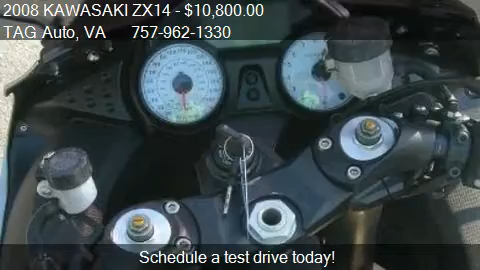 2008 KAWASAKI ZX14 - $10,800.00
TAG Auto, VA 757-962-1330
Schedule a test drive today!